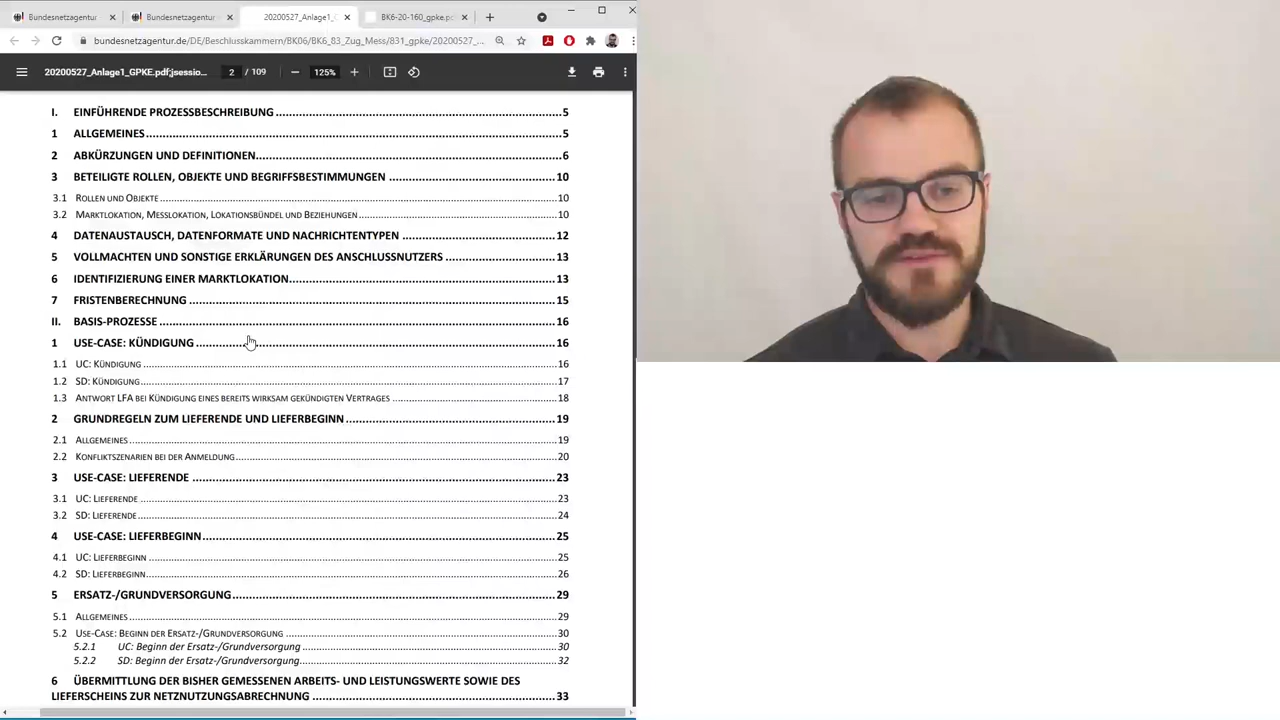 Bundesnetzagentur
Bundesnetzagentur
20200527_Anlage1_G
BK6-20-160_gpke.p
bundesnetzagentur.de/DE/Beschlusskammern/BK06/BK6_83_Zug_Mess/831_gpke/20200527_...
20200527_Anlage1_GPKE.pdf;jsessio...
2 / 109
125%
I. EINFÜHRENDE PROZESSBESCHREIBUNG 5
1 ALLGEMEINES 5
2 ABKÜRZUNGEN UND DEFINITIONEN 6
3 BETEILIGTE ROLLEN, OBJEKTE UND BEGRIFFSBESTIMMUNGEN 10
3.1 ROLLEN UND OBJEKTE 10
3.2 MARKTLOKATION, MESSLOKATION, LOKATIONSBÜNDEL UND BEZIEHUNGEN 10
4 DATENAUSTAUSCH, DATENFORMATE UND NACHRICHTENTYPEN 12
5 VOLLMACHTEN UND SONSTIGE ERKLÄRUNGEN DES ANSCHLUSSNUTZERS 13
6 IDENTIFIZIERUNG EINER MARKTLOKATION 13
7 FRISTENBERECHNUNG 15
II. BASIS-PROZESSE 16
1 USE-CASE: KÜNDIGUNG 16
1.1 UC: KÜNDIGUNG 16
1.2 SD: KÜNDIGUNG 17
1.3 ANTWORT LFA BEI KÜNDIGUNG EINES BEREITS WIRKSAM GEKÜNDIGTEN VERTRAGES 18
2 GRUNDREGELN ZUM LIEFERENDE UND LIEFERBEGINN 19
2.1 ALLGEMEINES 19
2.2 KONFLIKTSZENARIEN BEI DER ANMELDUNG 20
3 USE-CASE: LIEFERENDE 23
3.1 UC: LIEFERENDE 23
3.2 SD: LIEFERENDE 24
4 USE-CASE: LIEFERBEGINN 25
4.1 UC: LIEFERBEGINN 25
4.2 SD: LIEFERBEGINN 26
5 ERSATZ-/GRUNDVERSORGUNG 29
5.1 ALLGEMEINES 29
5.2 USE-CASE: BEGINN DER ERSATZ-/GRUNDVERSORGUNG 30
5.2.1 UC: Beginn der Ersatz-/Grundversorgung 30
5.2.2 SD: Beginn der Ersatz-/Grundversorgung 32
6 ÜBERMITTLUNG DER BISHER GEMESSENEN ARBEITS- UND LEISTUNGSWERTE SOWIE DES
LIEFERSCHEINS ZUR NETZNUTZUNGSABRECHNUNG 33